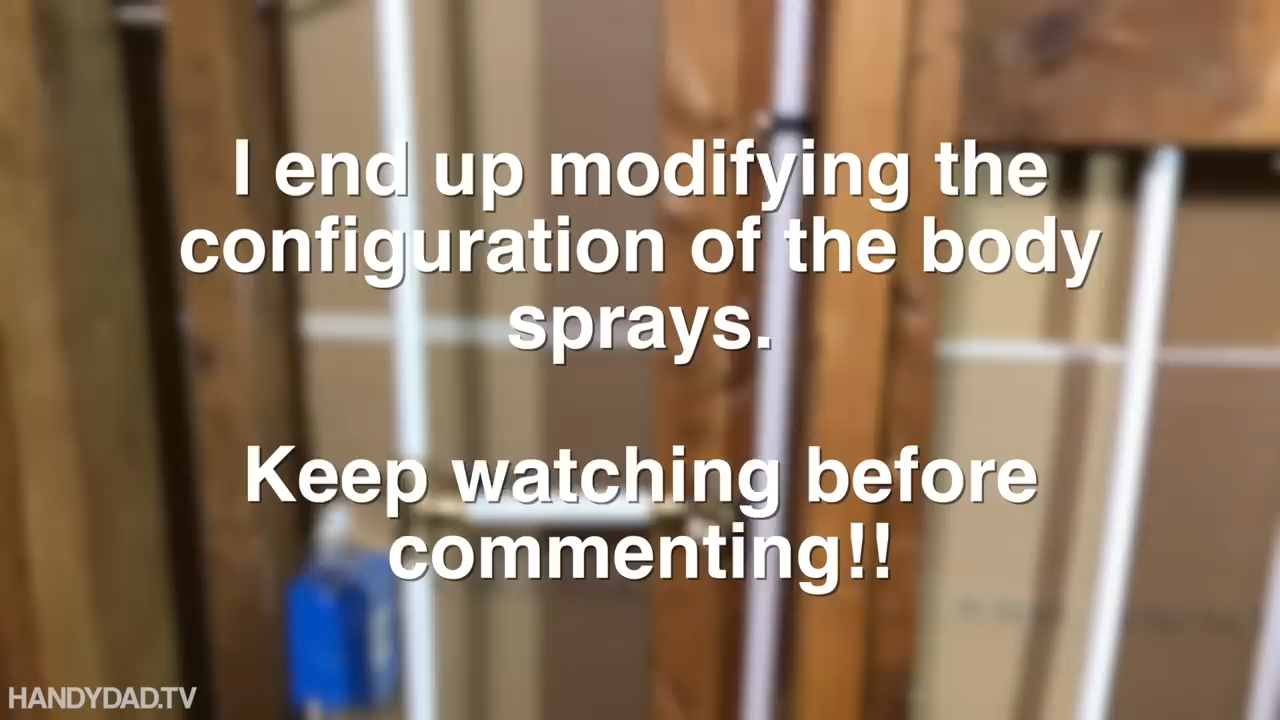 I end up modifying the
configuration of the body
sprays.
Keep watching before
commenting!!
HANDYDAD.TV